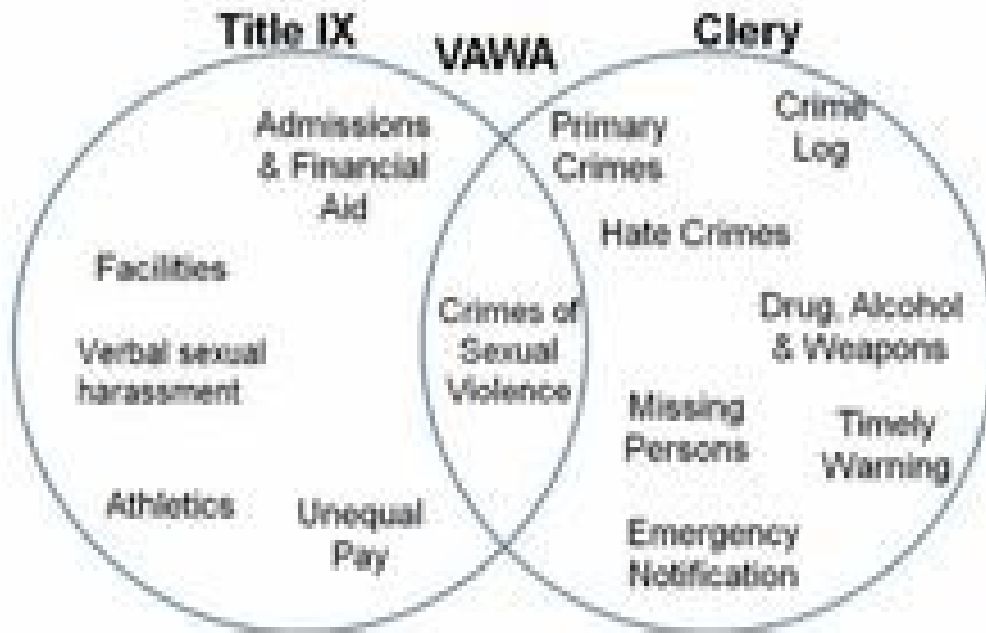 Title IX
VAWA
Clery
Admissions
& Financial
Aid
Facilities
Verbal sexual
harassment
Athletics
Unequal
Pay
Crimes of
Sexual
Violence
Primary
Crimes
Crime
Log
Hate Crimes
Drug, Alcohol
& Weapons
Missing
Persons
Timely
Warning
Emergency
Notification